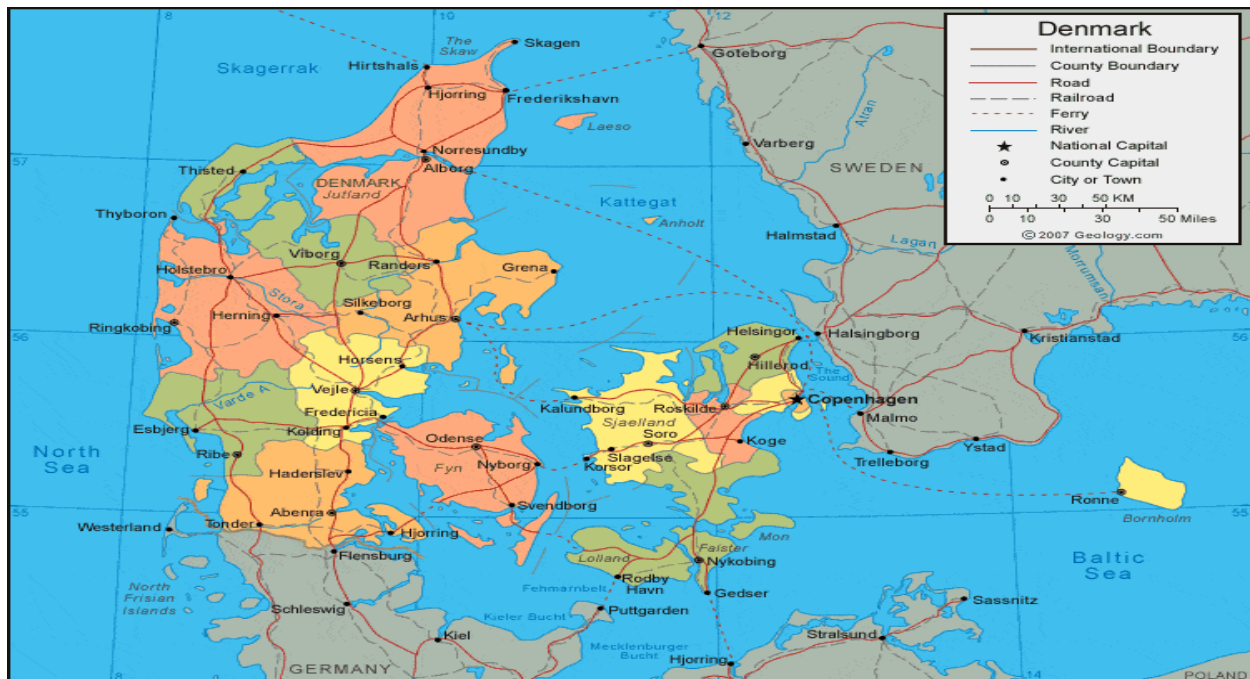 8
10
12
Denmark
International Boundary
County Boundary
Road
Railroad
Ferry
River
National Capital
County Capital
City or Town
0 10 30 50 KM
0 10 30 50 Miles
© 2007 Geology.com
The
Skaw
Skagen
Skagerrak
Hirtshals
Goteborg
Hjorring
Frederikshavn
Laeso
Atran
Varberg
57
Norresundby
Alborg
Thisted
SWEDEN
DENMARK
Jutland
Kattegat
Thyboron
Anholt
Halmstad
Lagan
Viborg
Holstebro
Randers
Grena
Morrumsan
Stora
Silkeborg
Herning
Arhus
Ringkobing
56
Helsingor
Halsingborg
Kristianstad
56
Horsens
Hillerod
The
Sound
Vejle
Varde A
Copenhagen
Kalundborg
Roskilde
Fredericia
Malmo
Sjaelland
Esbjerg
Kolding
Odense
Soro
Koge
North
Sea
Ribe
Slagelse
Ystad
Fyn
Nyborg
Korsor
Trelleborg
Haderslev
Ronne
Svendborg
Abenra
55
Westerland
Tonder
Hjorring
Bornholm
55
Mon
Flensburg
Lolland
Falster
Nykobing
Baltic
Sea
North
Frisian
Islands
Fehmarnbelt
Rodby
Havn
Gedser
Schleswig
Kieler Bucht
Puttgarden
Sassnitz
Kiel
Mecklenburger
Bucht
Stralsund
GERMANY
Hjorring
8
10
14
POLAND